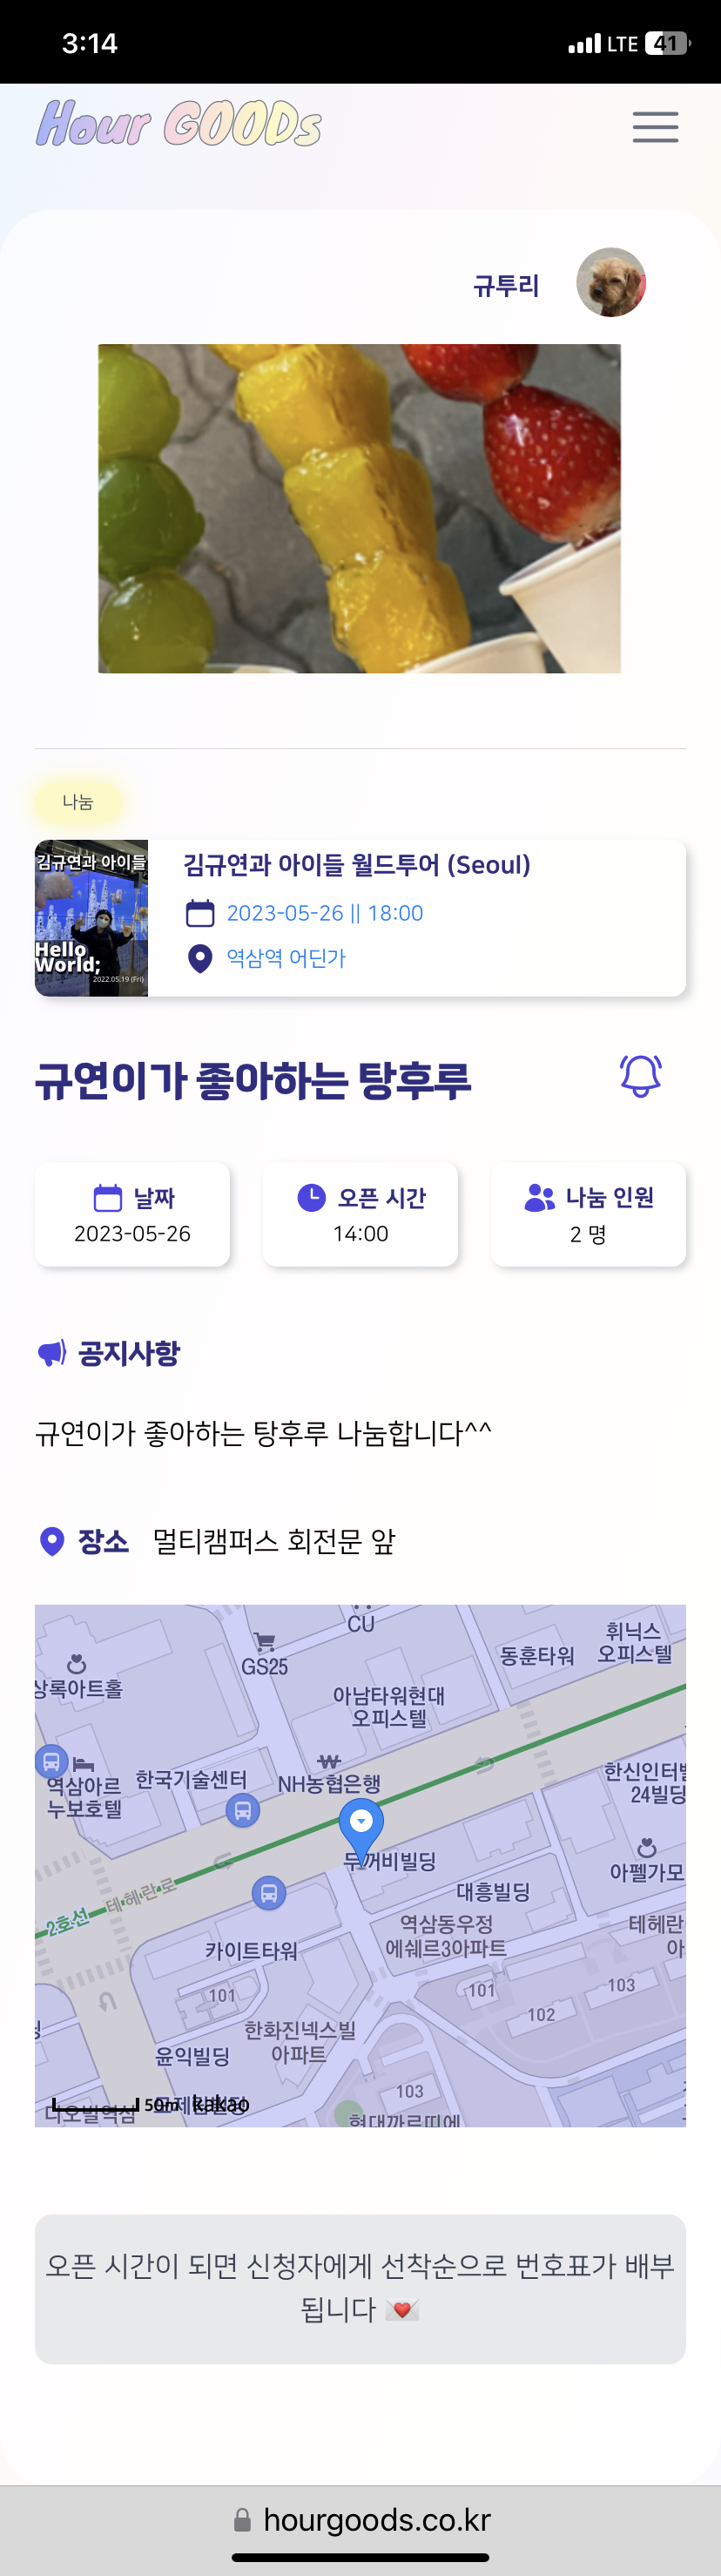 3:14
LTE 41
Hour GOODs
규투리
나눔
김규연과 아이들
Hello
World;
2022.05.19 (Fri)
김규연과 아이들 월드투어 (Seoul)
2023-05-26 || 18:00
역삼역 어딘가
규연이가 좋아하는 탕후루
날짜
2023-05-26
오픈 시간
14:00
나눔 인원
2 명
공지사항
규연이가 좋아하는 탕후루 나눔합니다^^
장소 멀티캠퍼스 회전문 앞
CU
GS25
동훈타워
휘닉스
오피스텔
상록아트홀
아남타워현대
오피스텔
역삼아르
누보호텔
한국기술센터
NH농협은행
한신인터밸
24빌딩
두꺼비빌딩
아펠가모
대흥빌딩
2호선
테헤란로
역삼동우정
에쉐르3아파트
테헤란
아
카이트타워
101
101
102
103
한화진넥스빌
아파트
윤익빌딩
103
50m
kakao
현대까르띠에
오픈 시간이 되면 신청자에게 선착순으로 번호표가 배부
됩니다 💌
hourgoods.co.kr